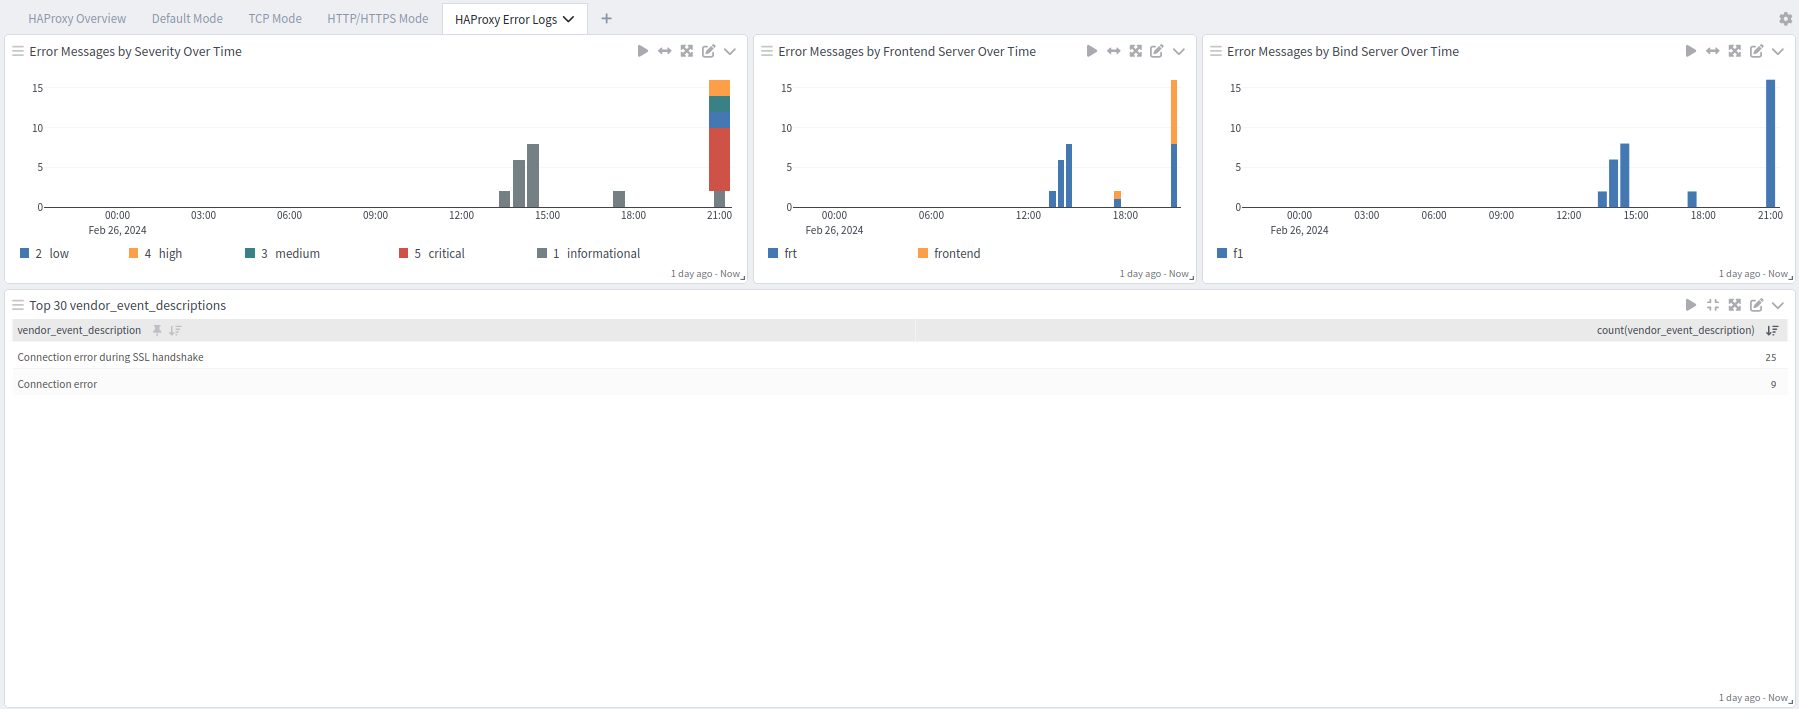 HAProxy Overview Default Mode TCP Mode HTTP/HTTPS Mode HAProxy Error Logs +
Error Messages by Severity Over Time
15
10
5
0
00:00 03:00 06:00 09:00 12:00 15:00 18:00 21:00
Feb 26, 2024
2 low 4 high 3 medium 5 critical 1 informational
1 day ago - Now
Error Messages by Frontend Server Over Time
15
10
5
0
00:00 06:00 12:00 18:00
Feb 26, 2024
frt frontend
1 day ago - Now
Error Messages by Bind Server Over Time
15
10
5
0
00:00 03:00 06:00 09:00 12:00 15:00 18:00 21:00
Feb 26, 2024
f1
1 day ago - Now
Top 30 vendor_event_descriptions
vendor_event_description count(vendor_event_description)
Connection error during SSL handshake 25
Connection error 9
1 day ago - Now